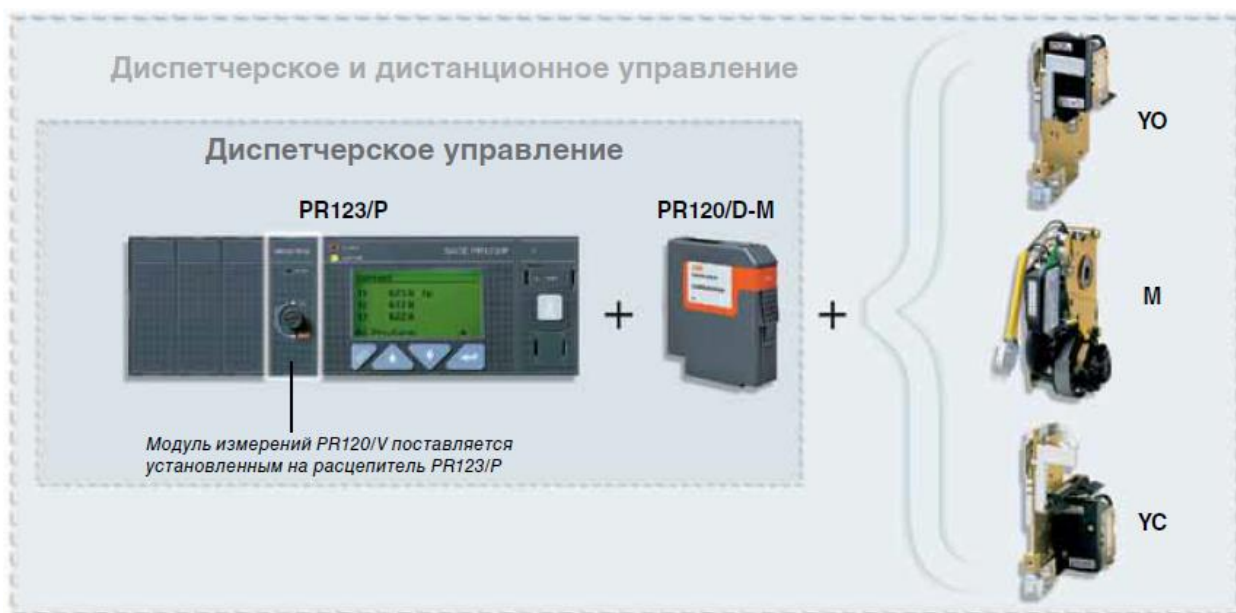 Диспетчерское и дистанционное управление
Диспетчерское управление
PR123/P
PR120/D-M
YO
M
YC
Модуль измерений PR120/V поставляется
установленным на расцепитель PR123/P